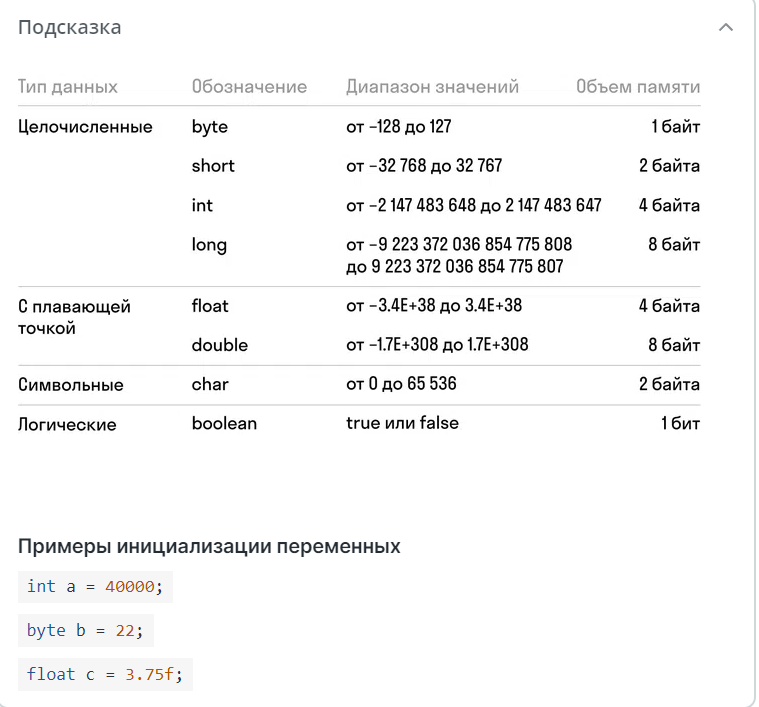 Подсказка
Тип данных Обозначение Диапазон значений Объем памяти
Целочисленные byte от –128 до 127 1 байт
short от –32 768 до 32 767 2 байта
int от –2 147 483 648 до 2 147 483 647 4 байта
long от –9 223 372 036 854 775 808 8 байт
до 9 223 372 036 854 775 807
С плавающей float от –3.4E+38 до 3.4E+38 4 байта
точкой
double от –1.7E+308 до 1.7E+308 8 байт
Символьные char от 0 до 65 536 2 байта
Логические boolean true или false 1 бит
Примеры инициализации переменных
int a = 40000;
byte b = 22;
float c = 3.75f;